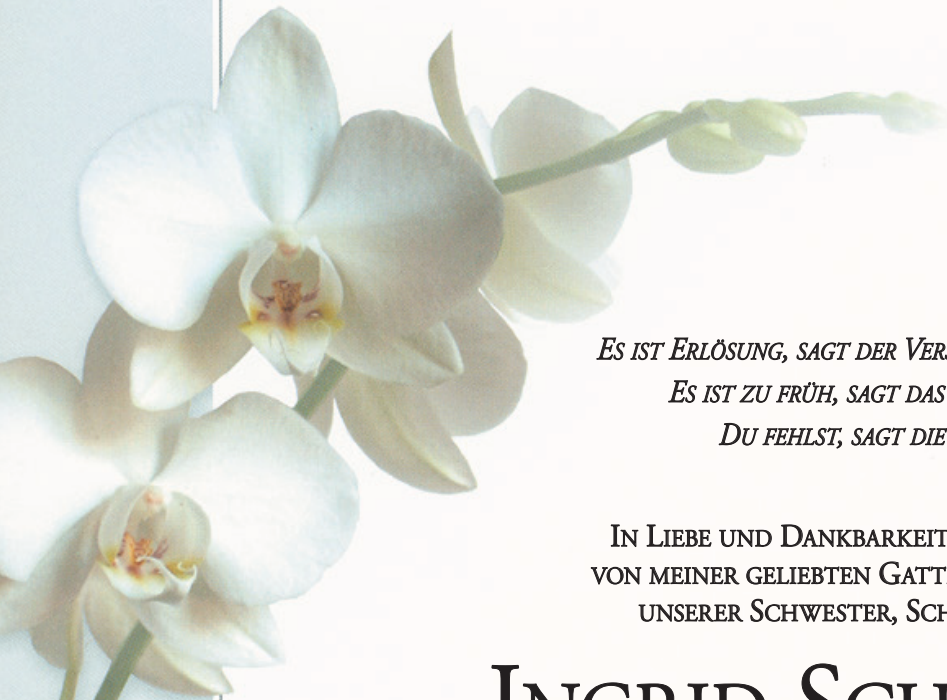 Es ist Erlösung, sagt der
Es ist zu früh, sagt das
Du fehlst, sagt die
In Liebe und Dankbarkeit
von meiner geliebten
unserer Schwester,
Ingrid